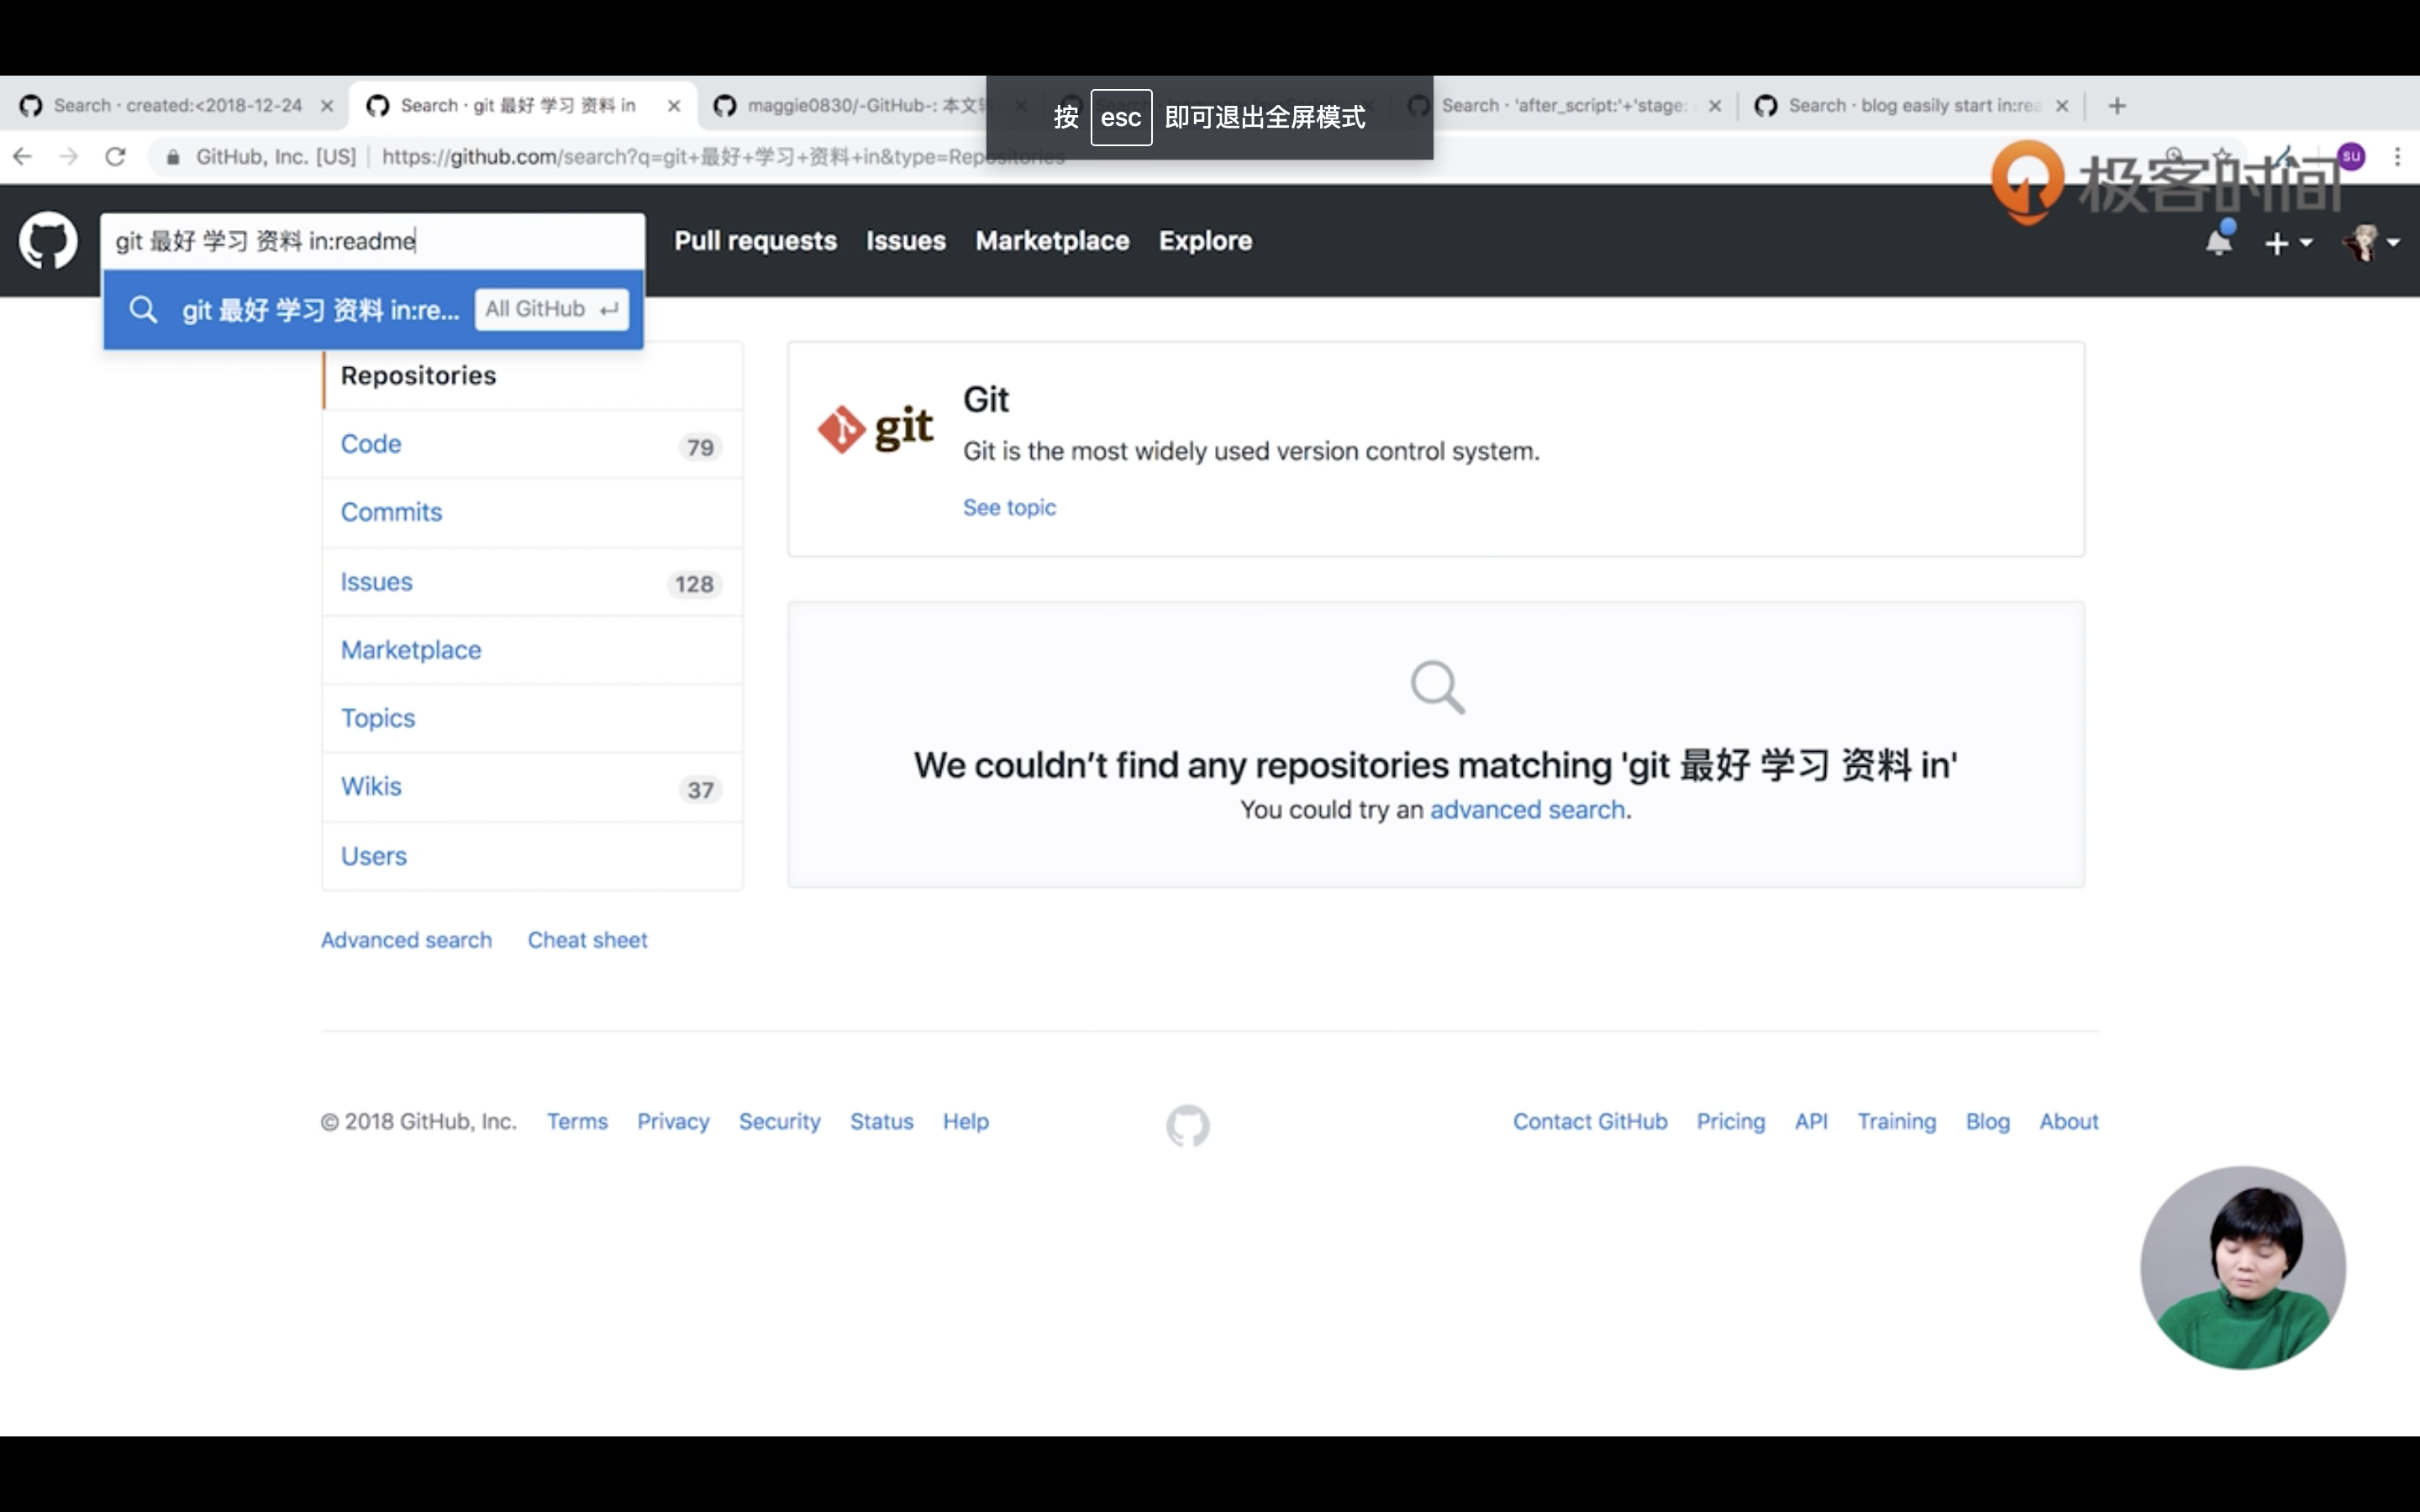 Search · created:<2018-12-24
Search · git 最好 学习 资料 in
maggie0830/-GitHub-: 本文
Search · 'after_script:'+'stage:
Search · blog easily start in:rea
按 esc 即可退出全屏模式
GitHub, Inc. [US]
https://github.com/search?q=git+最好+学习+资料+in&type=Repositories
SU
极客时间
git 最好 学习 资料 in:readme
Pull requests
Issues
Marketplace
Explore
git 最好 学习 资料 in:re...
All GitHub
Repositories
Code 79
Commits
Issues 128
Marketplace
Topics
Wikis 37
Users
Advanced search
Cheat sheet
git
Git
Git is the most widely used version control system.
See topic
We couldn’t find any repositories matching 'git 最好 学习 资料 in'
You could try an advanced search.
© 2018 GitHub, Inc.
Terms
Privacy
Security
Status
Help
Contact GitHub
Pricing
API
Training
Blog
About